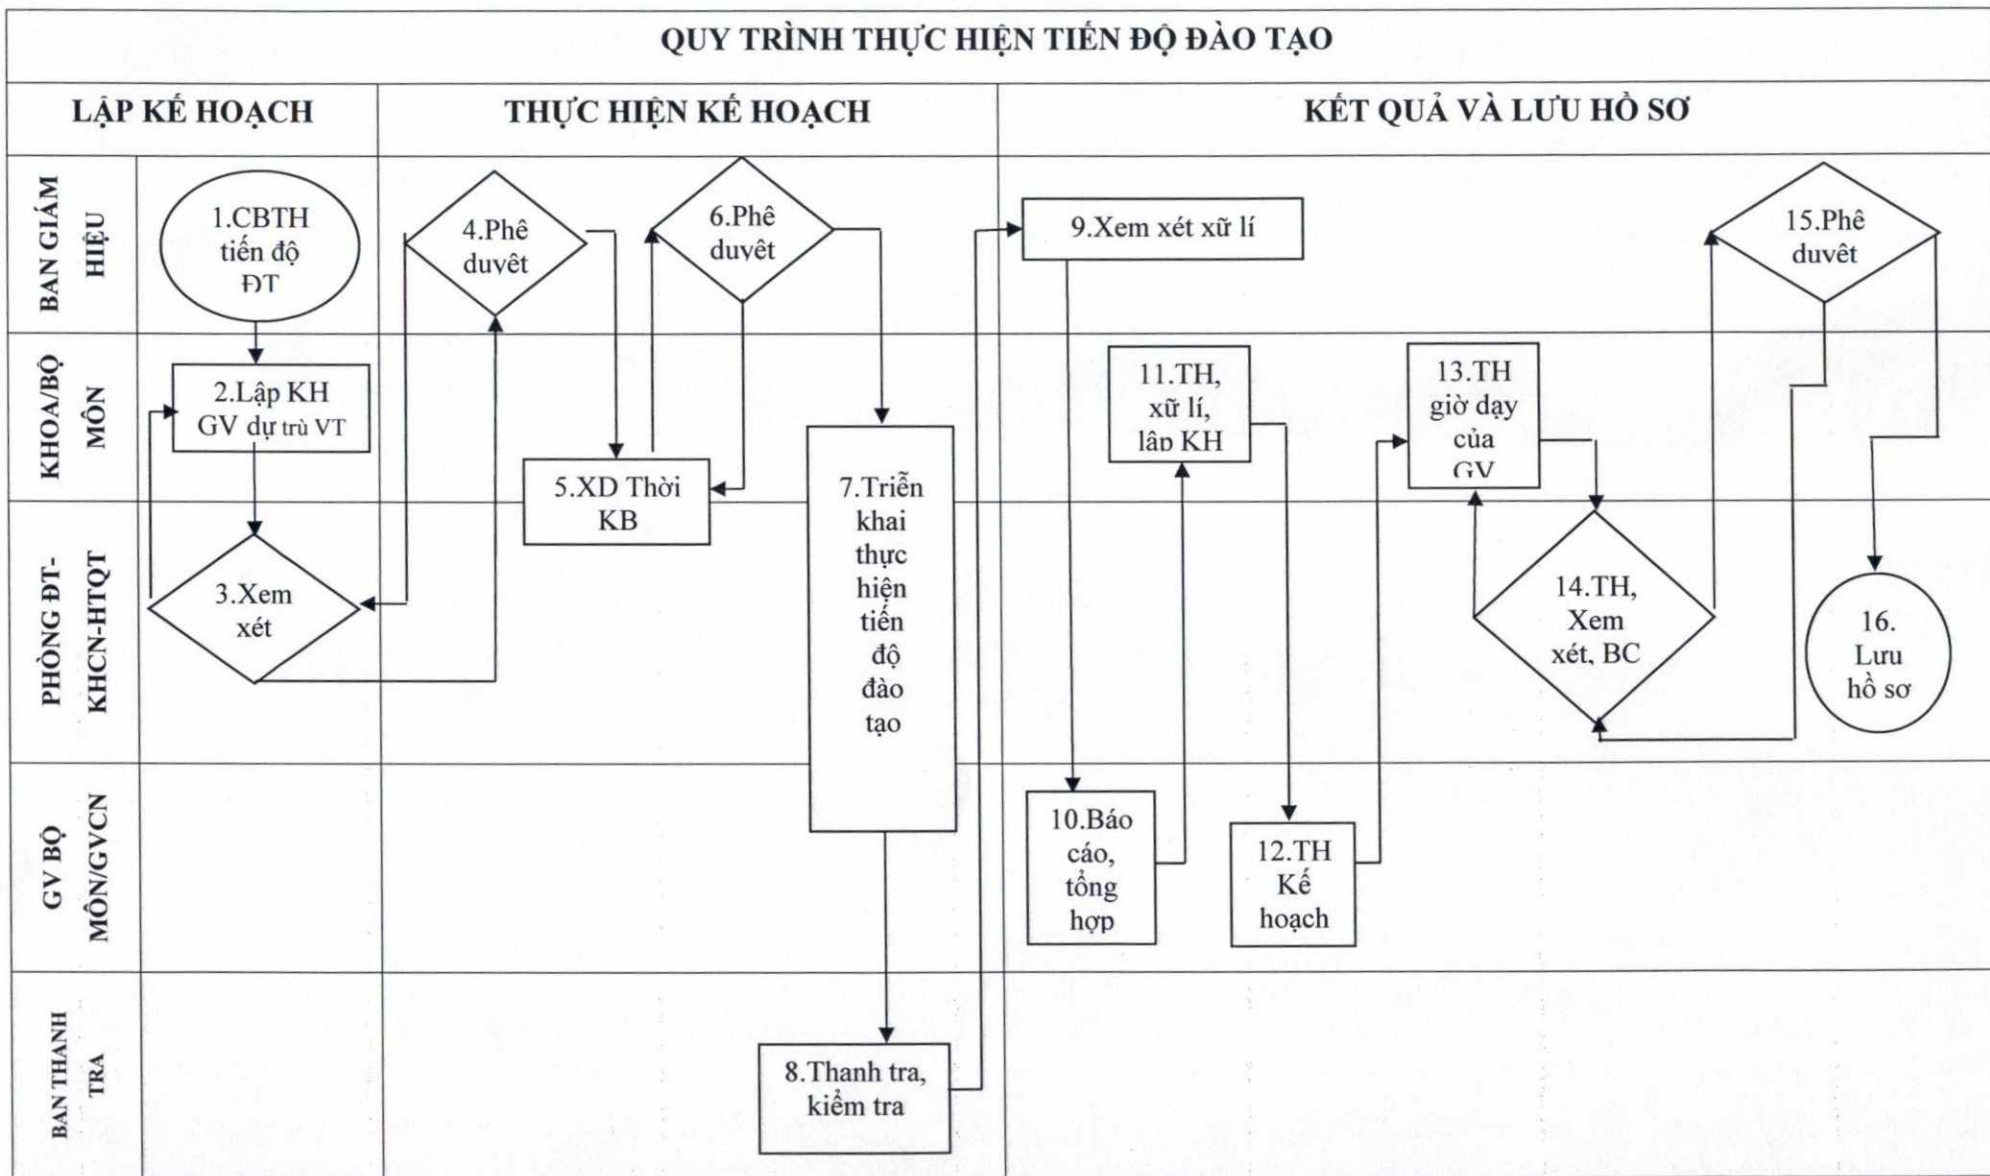 QUY TRÌNH THỰC HIỆN TIẾN ĐỘ ĐÀO TẠO
LẬP KẾ HOẠCH
THỰC HIỆN KẾ HOẠCH
KẾT QUẢ VÀ LƯU HỒ SƠ
BAN GIÁM
HIỆU
1.CBTH
tiến độ
ĐT
4.Phê
duyêt
6.Phê
duyêt
9.Xem xét xữ lí
15.Phê
duyêt
KHOA/BỘ
MÔN
2.Lập KH
GV dự trù VT
5.XD Thời
KB
7.Triễn
khai
thực
hiện
tiến
độ
đào
tạo
11.TH,
xữ lí,
lập KH
13.TH
giờ dạy
của
GV
PHÒNG ĐT-
KHCN-HTQT
3.Xem
xét
14.TH,
Xem
xét, BC
16.
Lưu
hồ sơ
GV BỘ
MÔN/GVCN
10.Báo
cáo,
tổng
hợp
12.TH
Kế
hoạch
BAN THANH
TRA
8.Thanh tra,
kiểm tra